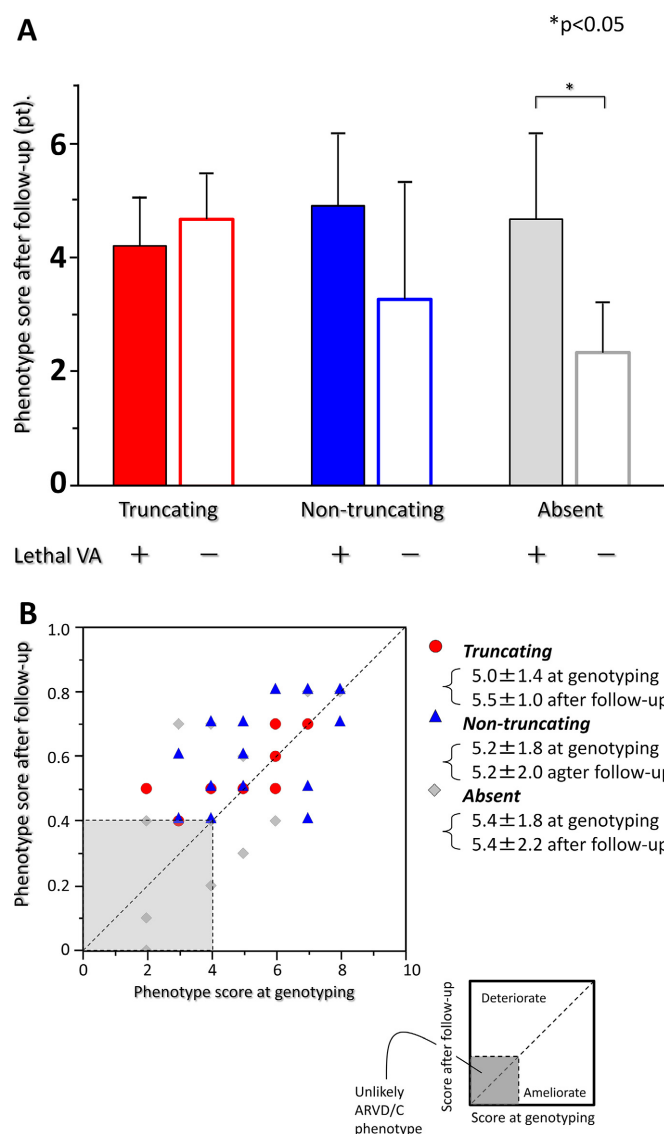 A
*p<0.05
*
Phenotype sore after follow-up (pt).
6
4
2
0
Truncating Non-truncating Absent
Lethal VA + − + − + −
B
Phenotype sore after follow-up
1.0
0.8
0.6
0.4
0.2
0
0 2 4 6 8 10
Phenotype score at genotyping
Truncating
5.0±1.4 at genotyping
5.5±1.0 after follow-up
Non-truncating
5.2±1.8 at genotyping
5.2±2.0 agter follow-up
Absent
5.4±1.8 at genotyping
5.4±2.2 after follow-up
Score after follow-up
Deteriorate
Ameliorate
Score at genotyping
Unlikely
ARVD/C
phenotype